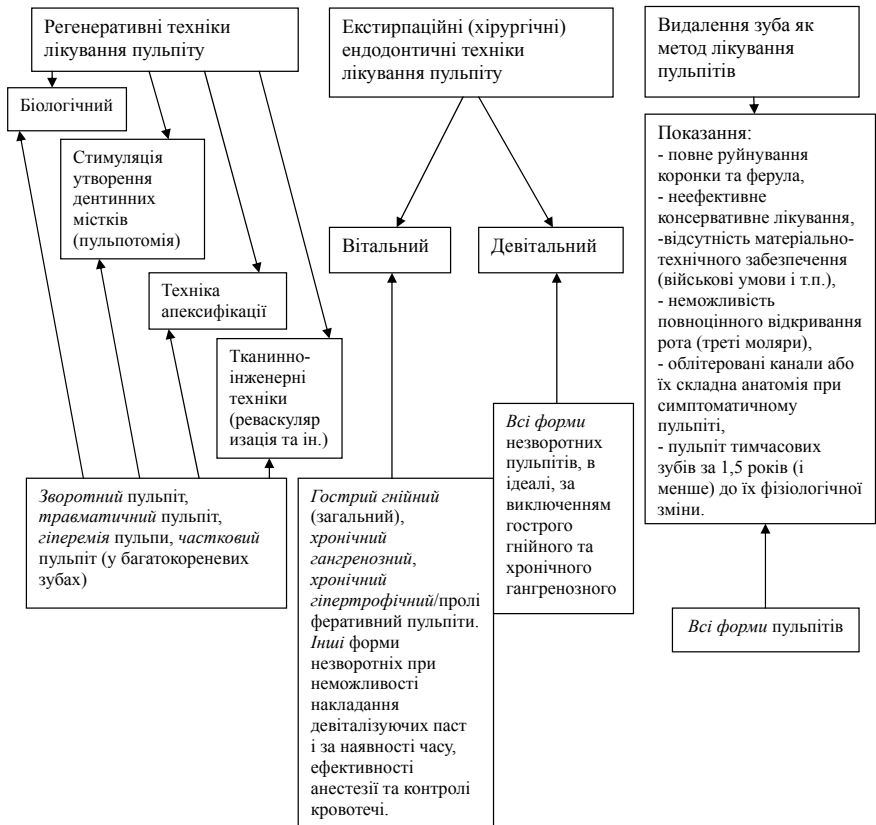 Регенеративні техніки
лікування пульпіту
Біологічний
Стимуляція
утворення
дентинних
містків
(пульпотомія)
Техніка
апексифікації
Тканинно-
інженерні
техніки
(реваскуляр
изація та ін.)
Зворотний пульпіт,
травматичний пульпіт,
гіперемія пульпи, частковий
пульпіт (у багатокореневих
зубах)
Екстирпаційні (хірургічні)
ендодонтичні техніки
лікування пульпіту
Вітальний
Девітальний
Гострий гнійний
(загальний),
хронічний
гангренозний,
хронічний
гіпертрофічний/пролі
феративний пульпіти.
Інші форми
незворотніх при
неможливості
накладання
девіталізуючих паст
і за наявності часу,
ефективності
анестезії та контролі
кровотечі.
Всі форми
незворотних
пульпітів, в
ідеалі, за
виключенням
гострого
гнійного та
хронічного
гангренозного
Видалення зуба як
метод лікування
пульпітів
Показання:
- повне руйнування
коронки та ферула,
- неефективне
консервативне лікування,
-відсутність матеріально-
технічного забезпечення
(військові умови і т.п.),
- неможливість
повноцінного відкривання
рота (треті моляри),
- облітеровані канали або
їх складна анатомія при
симптоматичному
пульпіті,
- пульпіт тимчасових
зубів за 1,5 років (і
менше) до їх фізіологічної
зміни.
Всі форми пульпітів